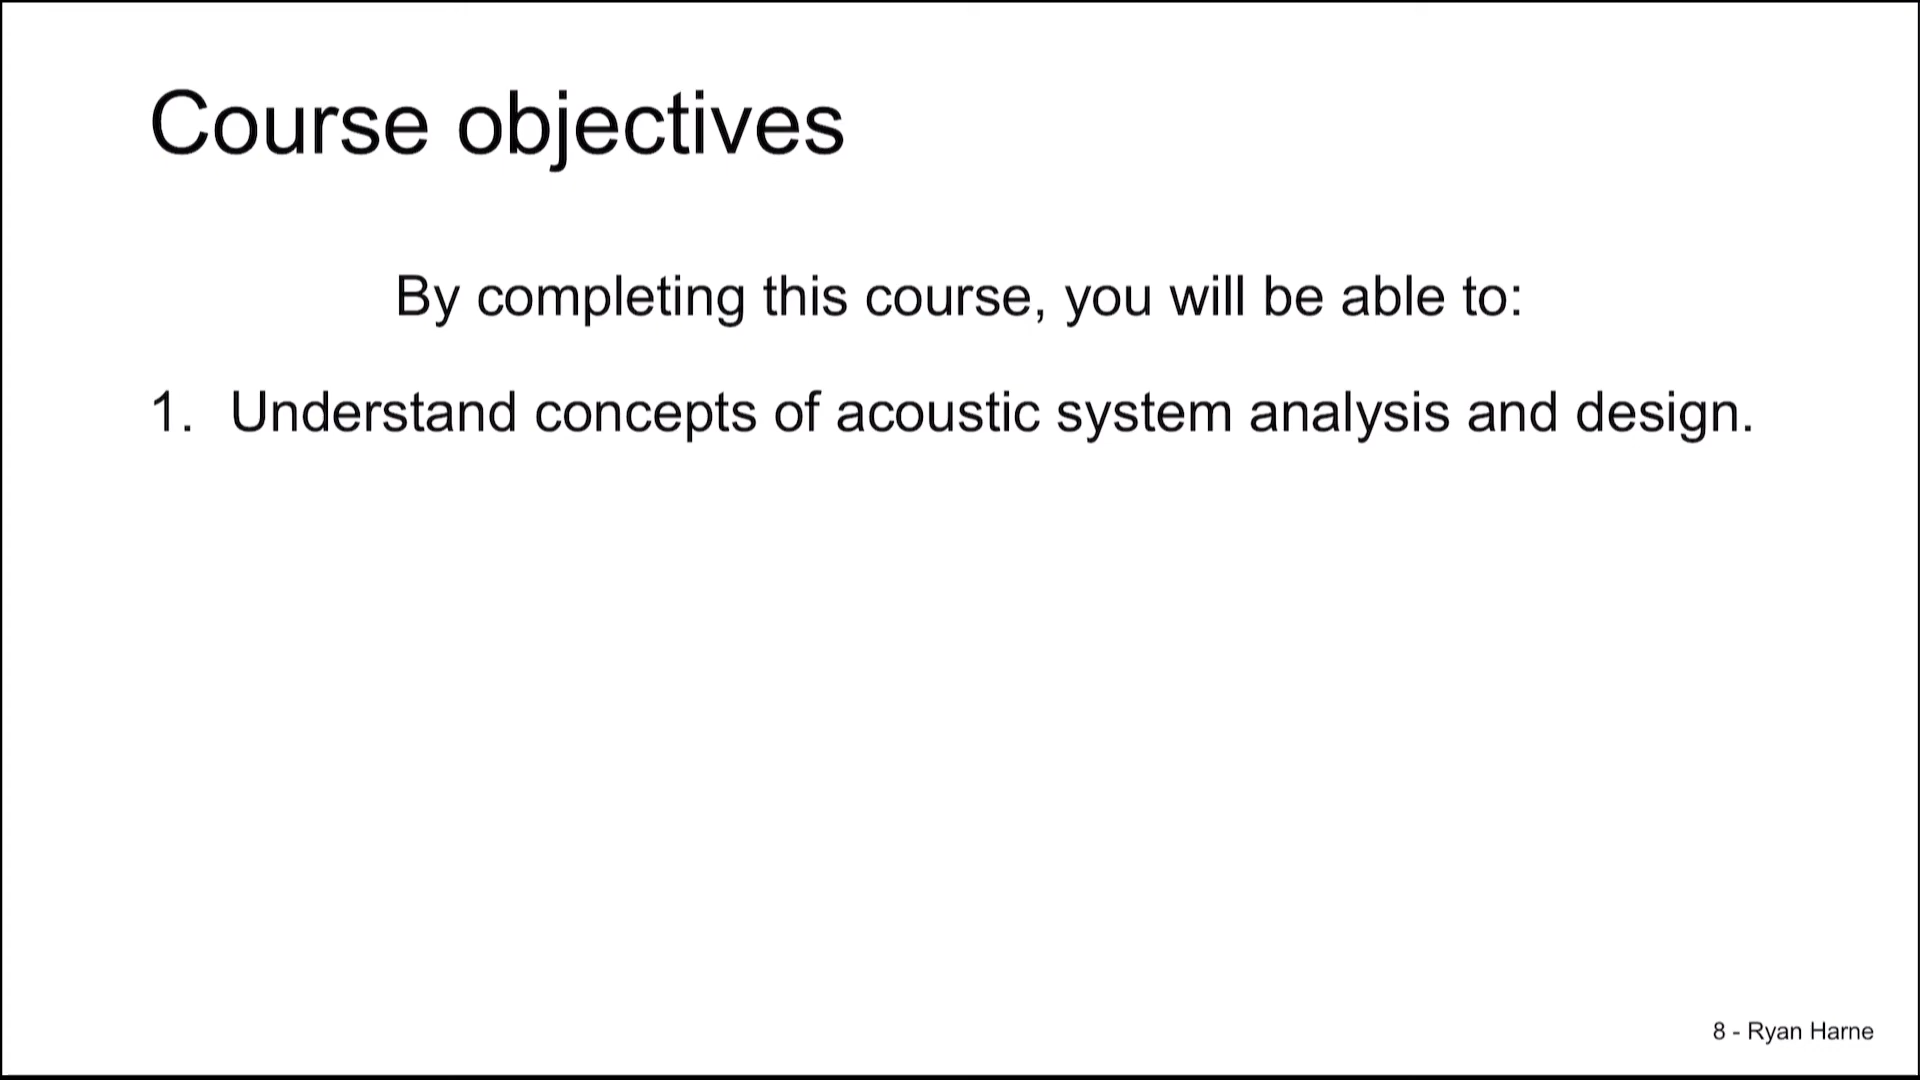 Course objectives
By completing this course, you will be able to:
1. Understand concepts of acoustic system analysis and design.
8 - Ryan Harne